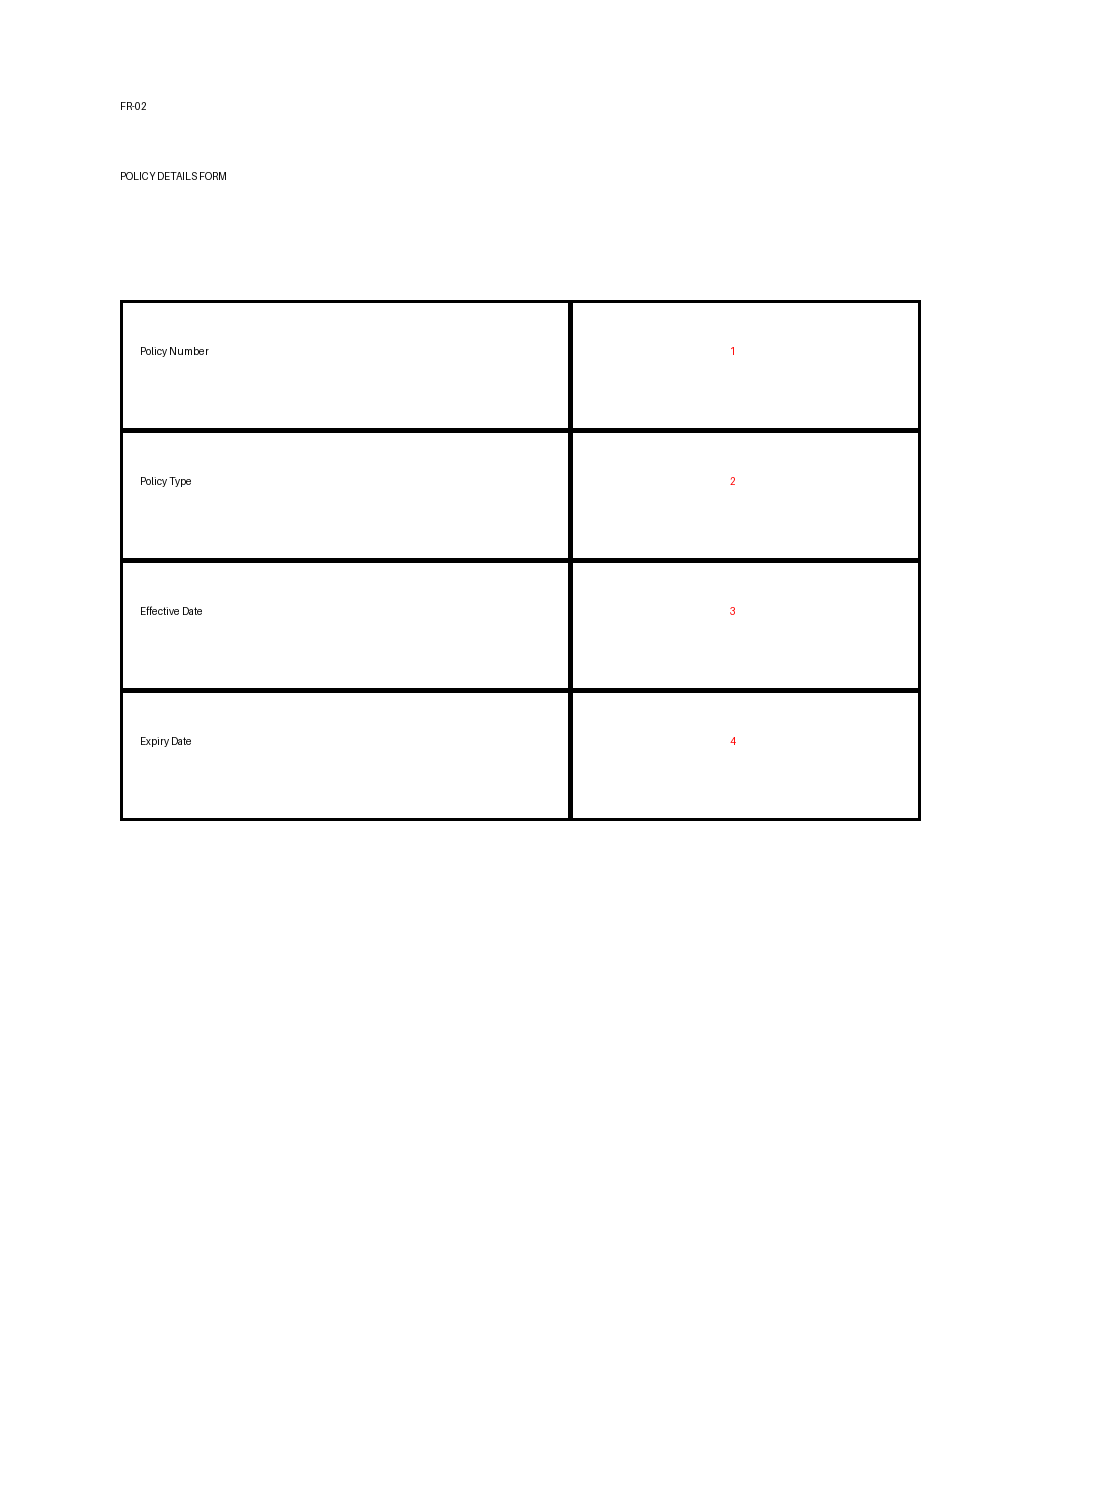 FR-02
POLICY DETAILS FORM
Policy Number 1
Policy Type 2
Effective Date 3
Expiry Date 4